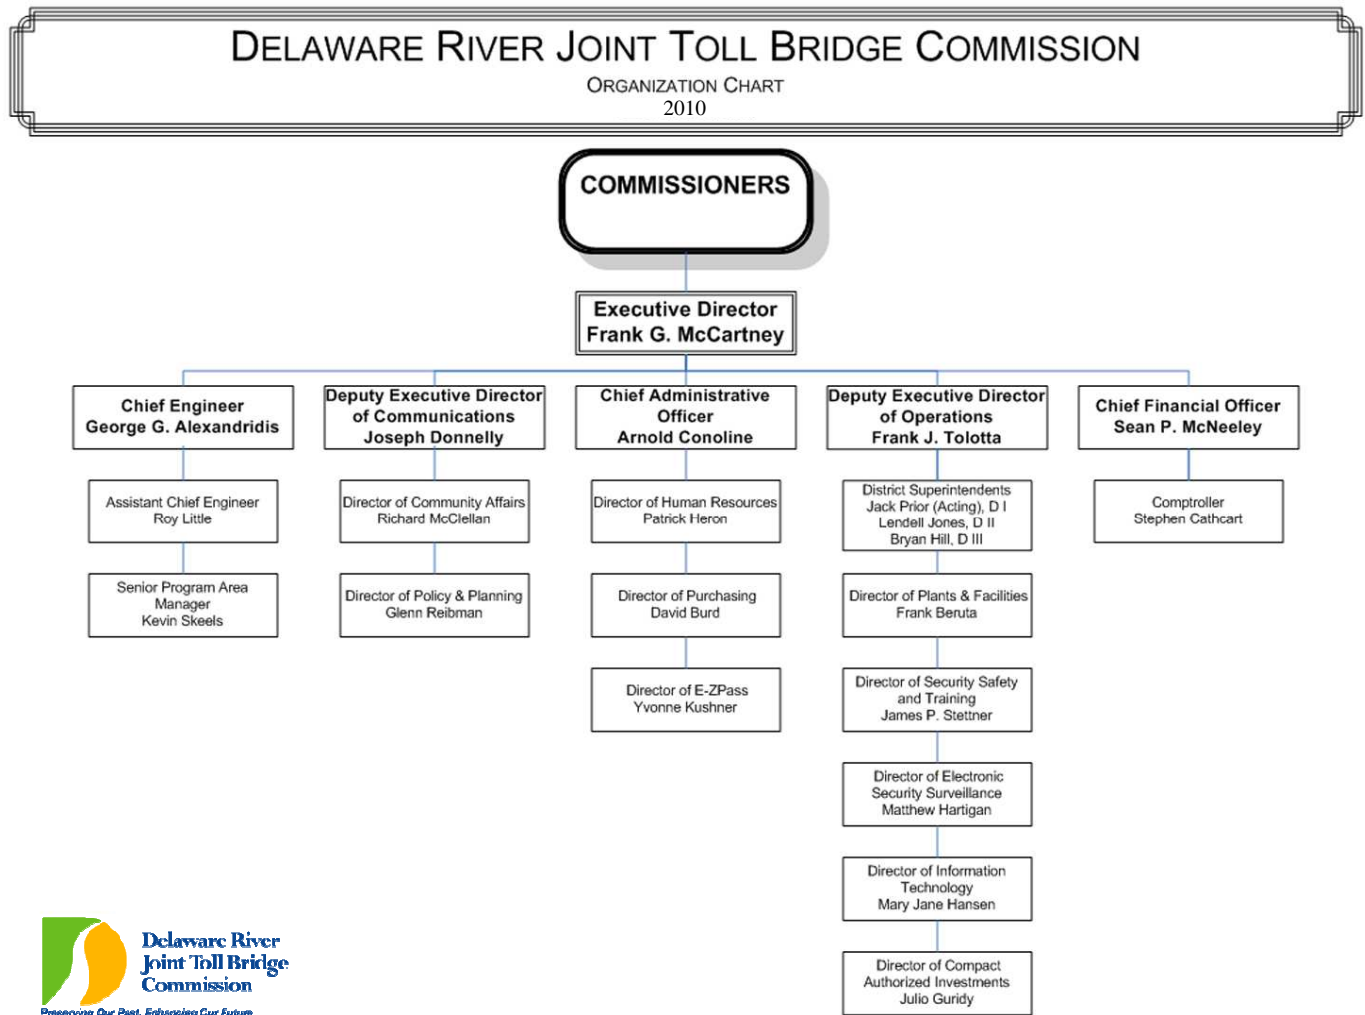 DELAWARE RIVER JOINT TOLL BRIDGE COMMISSION
ORGANIZATION CHART
2010
COMMISSIONERS
Executive Director
Frank G. McCartney
Chief Engineer
George G. Alexandridis
Deputy Executive Director
of Communications
Joseph Donnelly
Chief Administrative
Officer
Arnold Conoline
Deputy Executive Director
of Operations
Frank J. Tolotta
Chief Financial Officer
Sean P. McNeeley
Assistant Chief Engineer
Roy Little
Director of Community Affairs
Richard McClellan
Director of Human Resources
Patrick Heron
District Superintendents
Jack Prior (Acting), D I
Lendell Jones, D II
Bryan Hill, D III
Comptroller
Stephen Cathcart
Senior Program Area
Manager
Kevin Skeels
Director of Policy & Planning
Glenn Reibman
Director of Purchasing
David Burd
Director of Plants & Facilities
Frank Beruta
Director of E-ZPass
Yvonne Kushner
Director of Security Safety
and Training
James P. Stettner
Director of Electronic
Security Surveillance
Matthew Hartigan
Director of Information
Technology
Mary Jane Hansen
Director of Compact
Authorized Investments
Julio Guridy
Delaware River
Joint Toll Bridge
Commission
Preserving Our Past, Enhancing Our Future